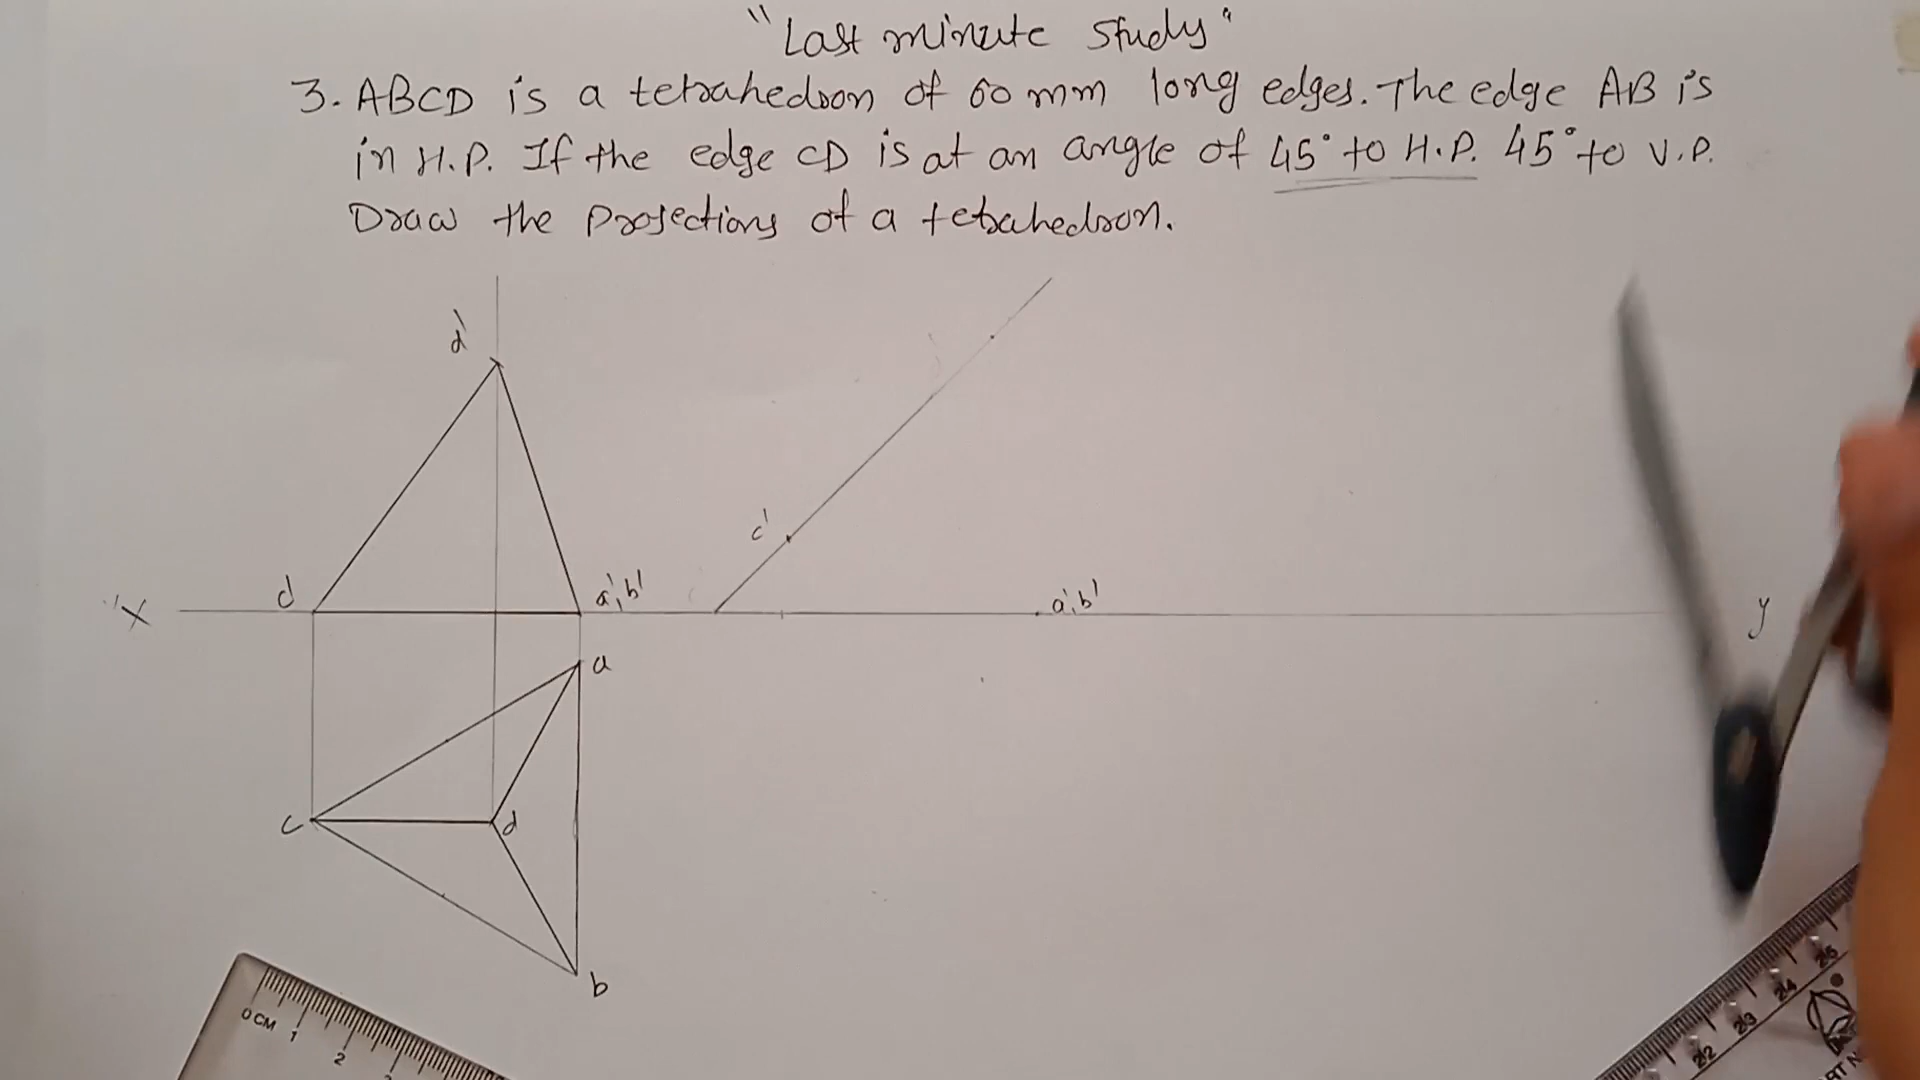 "Last minute study"
3. ABCD is a tetrahedron of 60 mm long edges. The edge AB is
in H.P. If the edge CD is at an angle of 45° to H.P. 45° to V.P.
Draw the projections of a tetrahedron.
d'
c'
d
a', b'
a', b'
X
y
a
c
d
b
0 CM 1 2 3
22 23 24 25